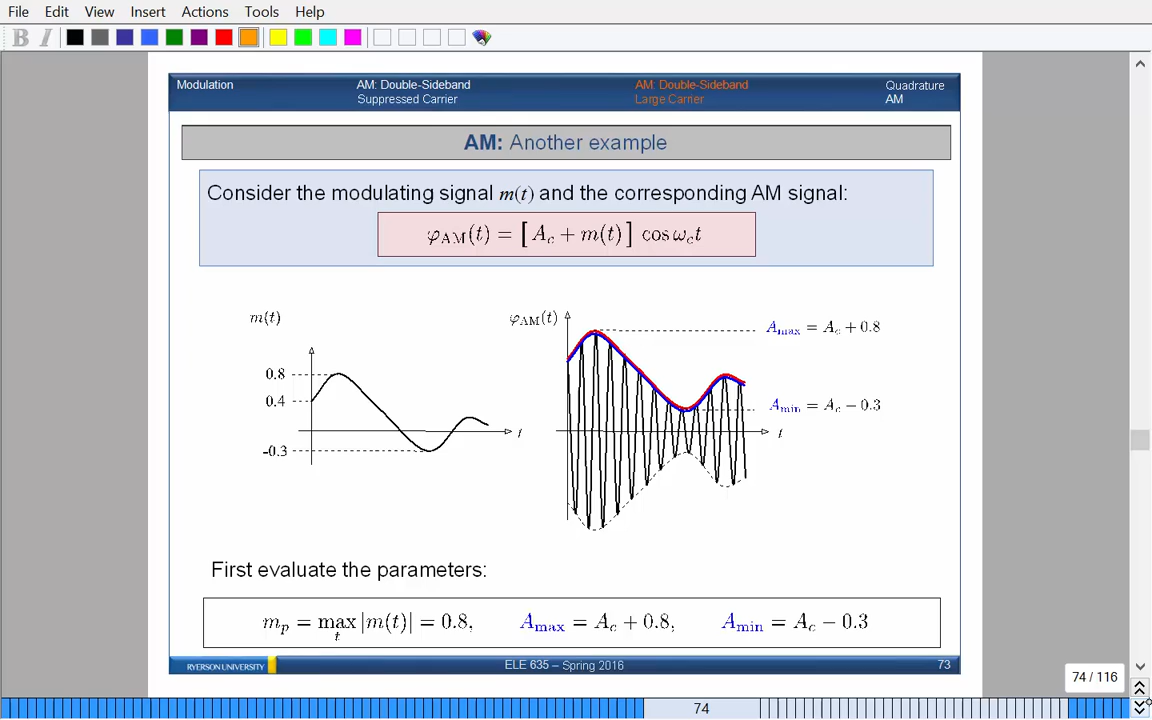 File Edit View Insert Actions Tools Help
B I
Modulation
AM: Double-Sideband
Suppressed Carrier
AM: Double-Sideband
Large Carrier
Quadrature
AM
AM: Another example
Consider the modulating signal m(t) and the corresponding AM signal:
φAM(t) = [ Ac + m(t) ] cos ωct
m(t)
0.8
0.4
-0.3
t
φAM(t)
Amax = Ac + 0.8
Amin = Ac − 0.3
t
First evaluate the parameters:
mp = max |m(t)| = 0.8, Amax = Ac + 0.8, Amin = Ac − 0.3
t
RYERSON UNIVERSITY
ELE 635 – Spring 2016
73
74 / 116
74